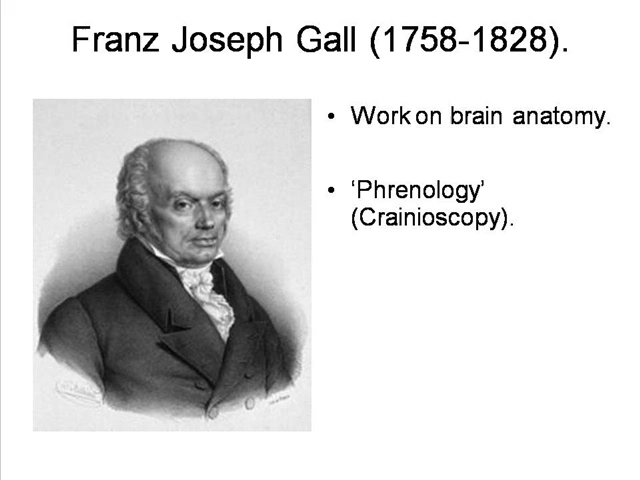 Franz Joseph Gall (1758-1828).
• Work on brain anatomy.
• ‘Phrenology’
(Crainioscopy).